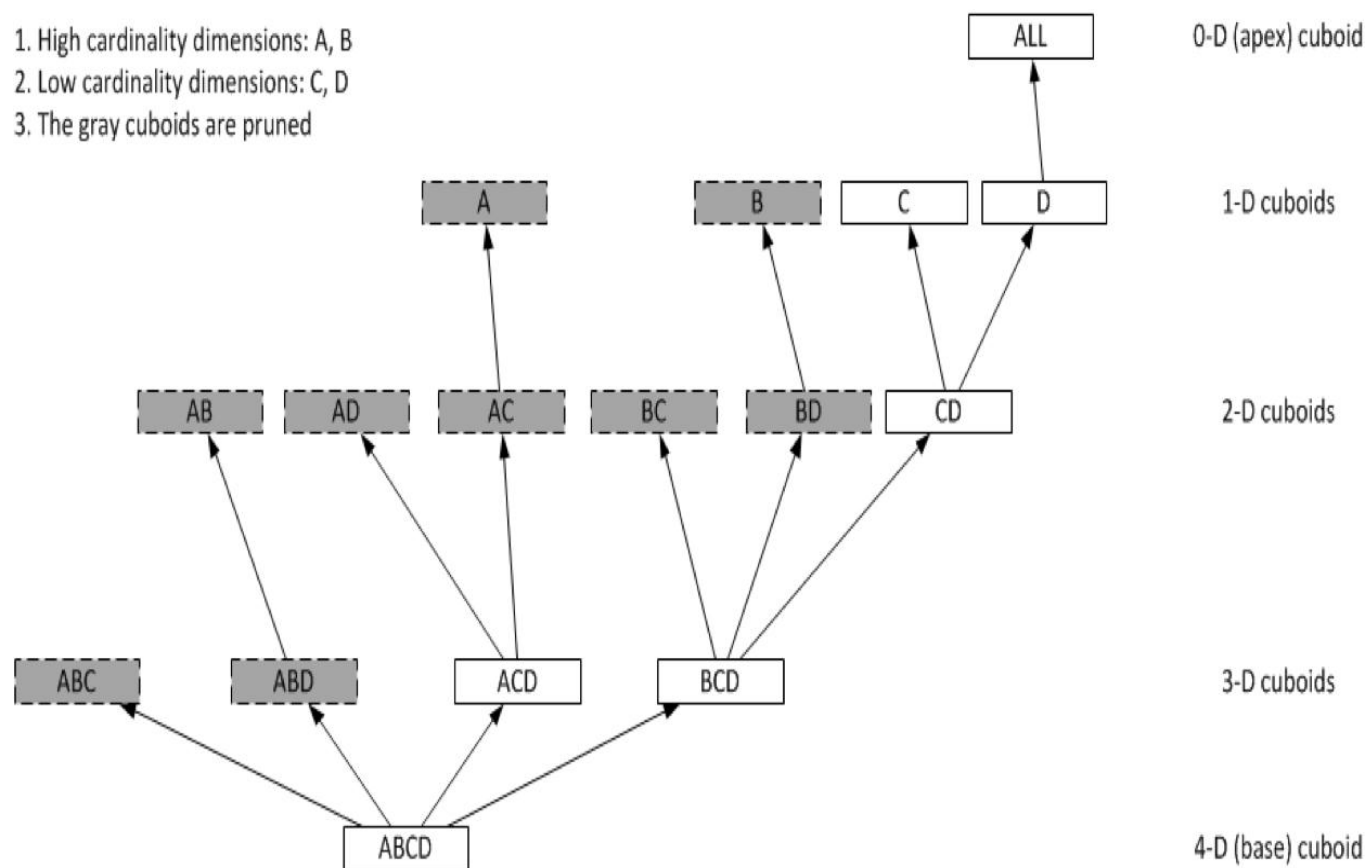 1. High cardinality dimensions: A, B
2. Low cardinality dimensions: C, D
3. The gray cuboids are pruned
ALL
0-D (apex) cuboid
A
B
C
D
1-D cuboids
AB
AD
AC
BC
BD
CD
2-D cuboids
ABC
ABD
ACD
BCD
3-D cuboids
ABCD
4-D (base) cuboid